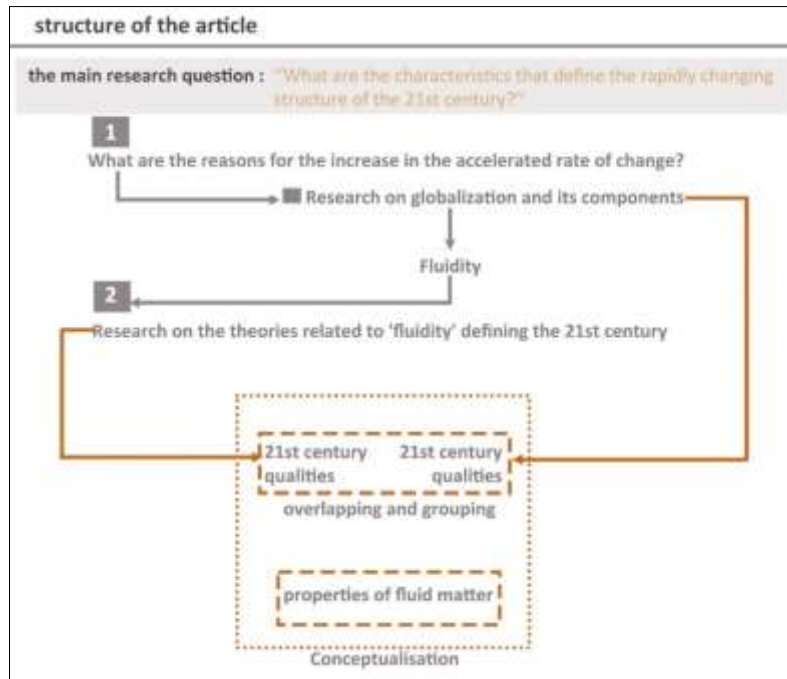 structure of the article
the main research question : "What are the characteristics that define the rapidly changing
structure of the 21st century?"
1
What are the reasons for the increase in the accelerated rate of change?
Research on globalization and its components
Fluidity
2
Research on the theories related to 'fluidity' defining the 21st century
21st century 21st century
qualities qualities
overlapping and grouping
properties of fluid matter
Conceptualisation